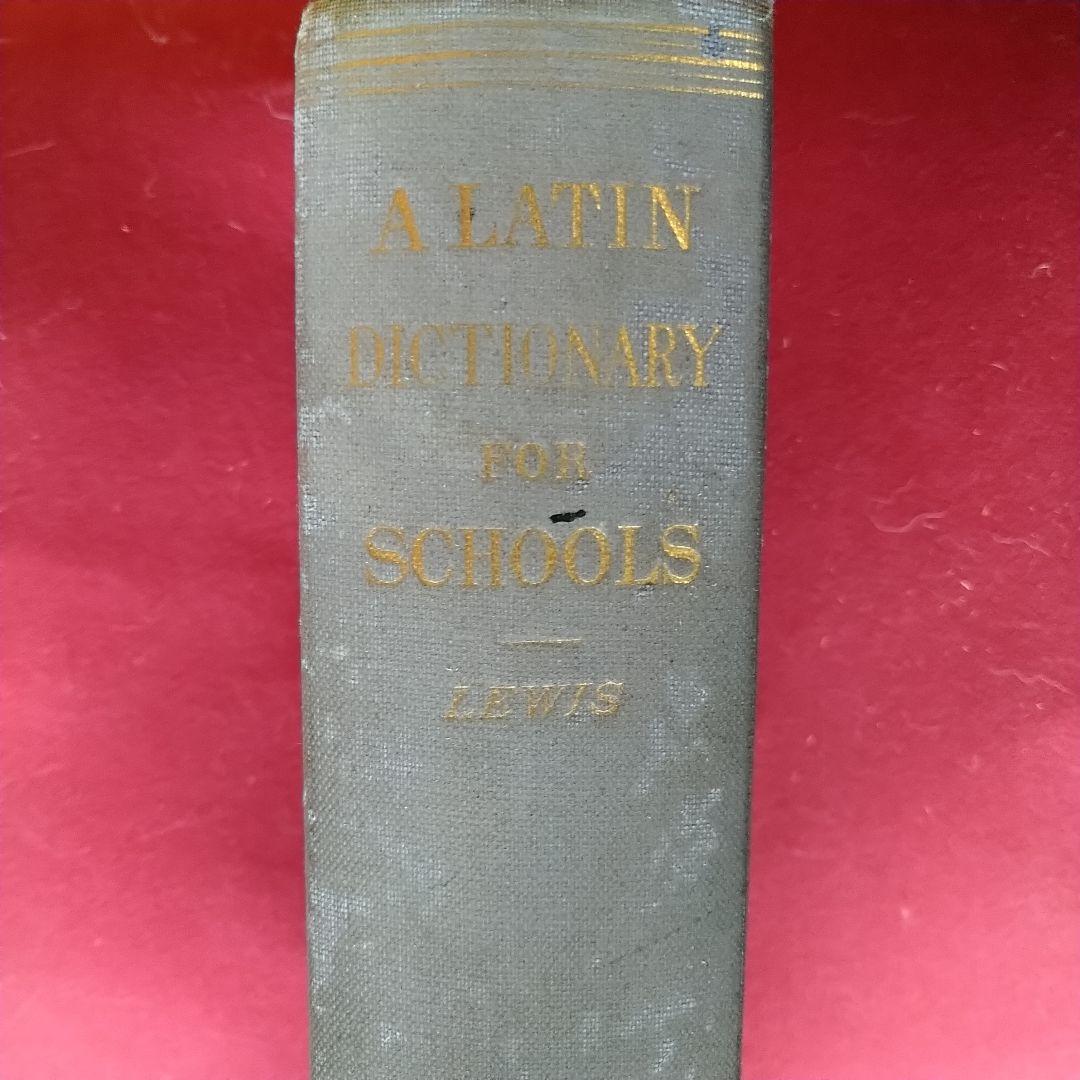 A LATIN
DICTIONARY
FOR
SCHOOLS
LEWIS